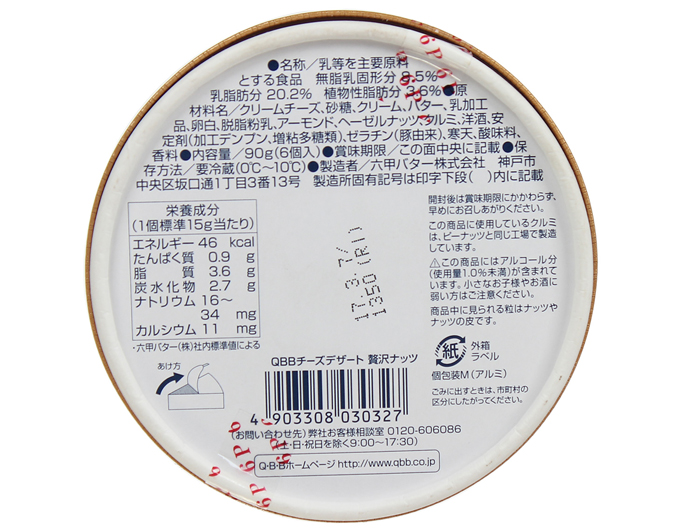 ●名称／乳等を主要原料
とする食品 無脂乳固形分 8.5%
乳脂肪分 20.2% 植物性脂肪分 3.6% ●原
材料名／クリームチーズ、砂糖、クリーム、バター、乳加工
品、卵白、脱脂粉乳、アーモンド、ヘーゼルナッツ、クルミ、洋酒、安
定剤(加工デンプン、増粘多糖類)、ゼラチン(豚由来)、寒天、酸味料、
香料●内容量／90g(6個入)●賞味期限／この面中央に記載●保
存方法／要冷蔵(0℃～10℃)●製造者／六甲バター株式会社 神戸市
中央区坂口通1丁目3番13号 製造所固有記号は印字下段( )内に記載
栄養成分
(1個標準15g当たり)
エネルギー 46 kcal
たんぱく質 0.9 g
脂質 3.6 g
炭水化物 2.7 g
ナトリウム 16～
34 mg
カルシウム 11 mg
・六甲バター(株)社内標準値による
あけ方
17.3.7/
1350(R11)
開封後は賞味期限にかかわらず、
早めにお召しあがりください。
この商品に使用しているクルミ
は、ピーナッツと同じ工場で製造
しています。
⚠この商品にはアルコール分
(使用量1.0%未満)が含まれて
います。小さなお子様やお酒に
弱い方はご注意ください。
商品中に見られる粒はナッツや
ナッツの皮です。
紙 外箱
ラベル
個包装M(アルミ)
ごみに出すときは、市町村の
区分にしたがってください。
QBBチーズデザート 贅沢ナッツ
4 903308 030327
(お問い合わせ先)弊社お客様相談室 0120-606086
(土・日・祝日を除く9:00～17:30)
Q・B・Bホームページ http://www.qbb.co.jp
6P 6P 6P